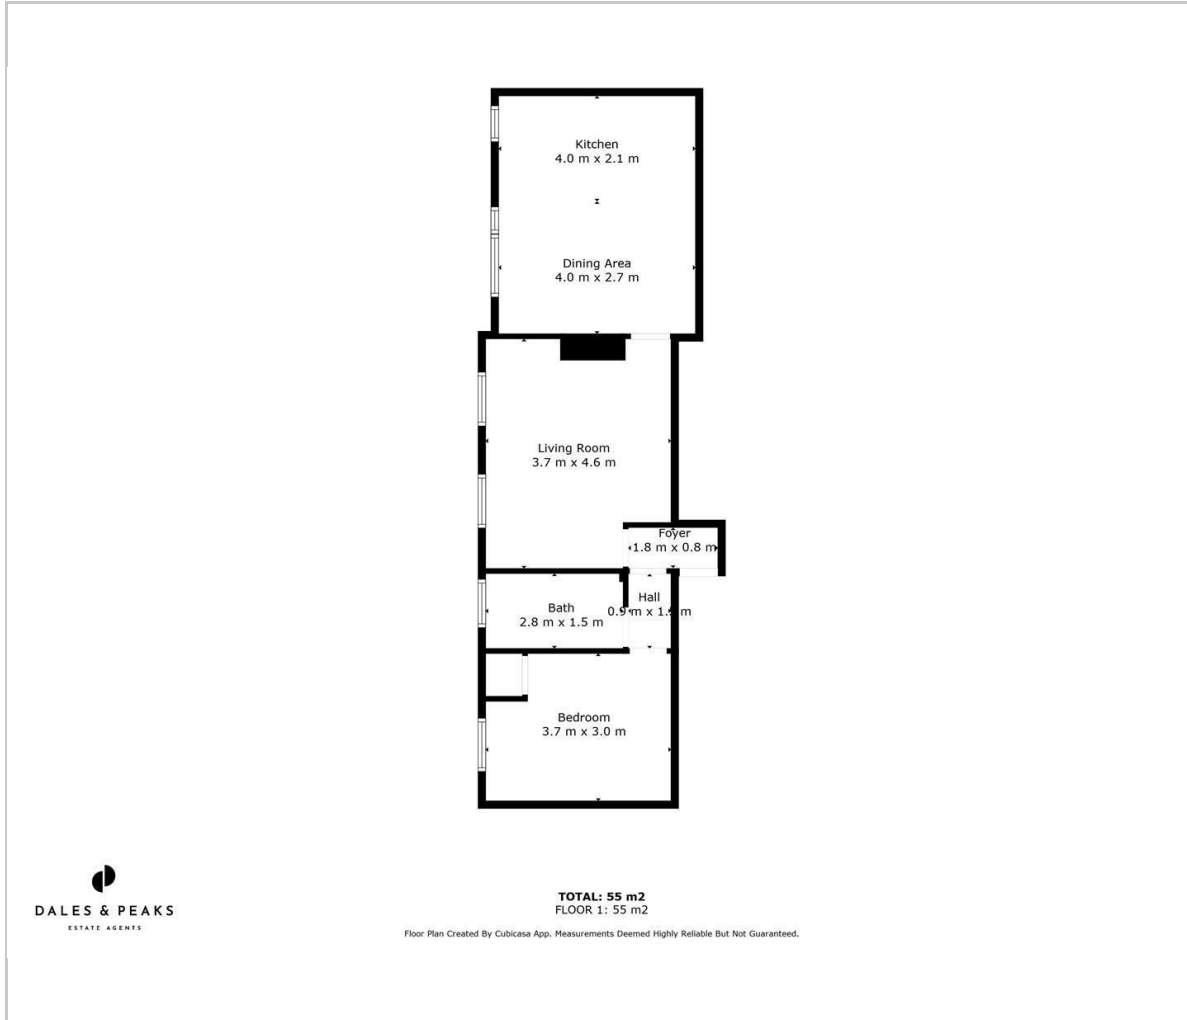 Kitchen
4.0 m x 2.1 m
Dining Area
4.0 m x 2.7 m
Living Room
3.7 m x 4.6 m
Foyer
1.8 m x 0.8 m
Hall
0.9 m x m
Bath
2.8 m x 1.5 m
Bedroom
3.7 m x 3.0 m
DALES & PEAKS
ESTATE AGENTS
TOTAL: 55 m2
FLOOR 1: 55 m2
Floor Plan Created By Cubicasa App. Measurements Deemed Highly Reliable But Not Guaranteed.